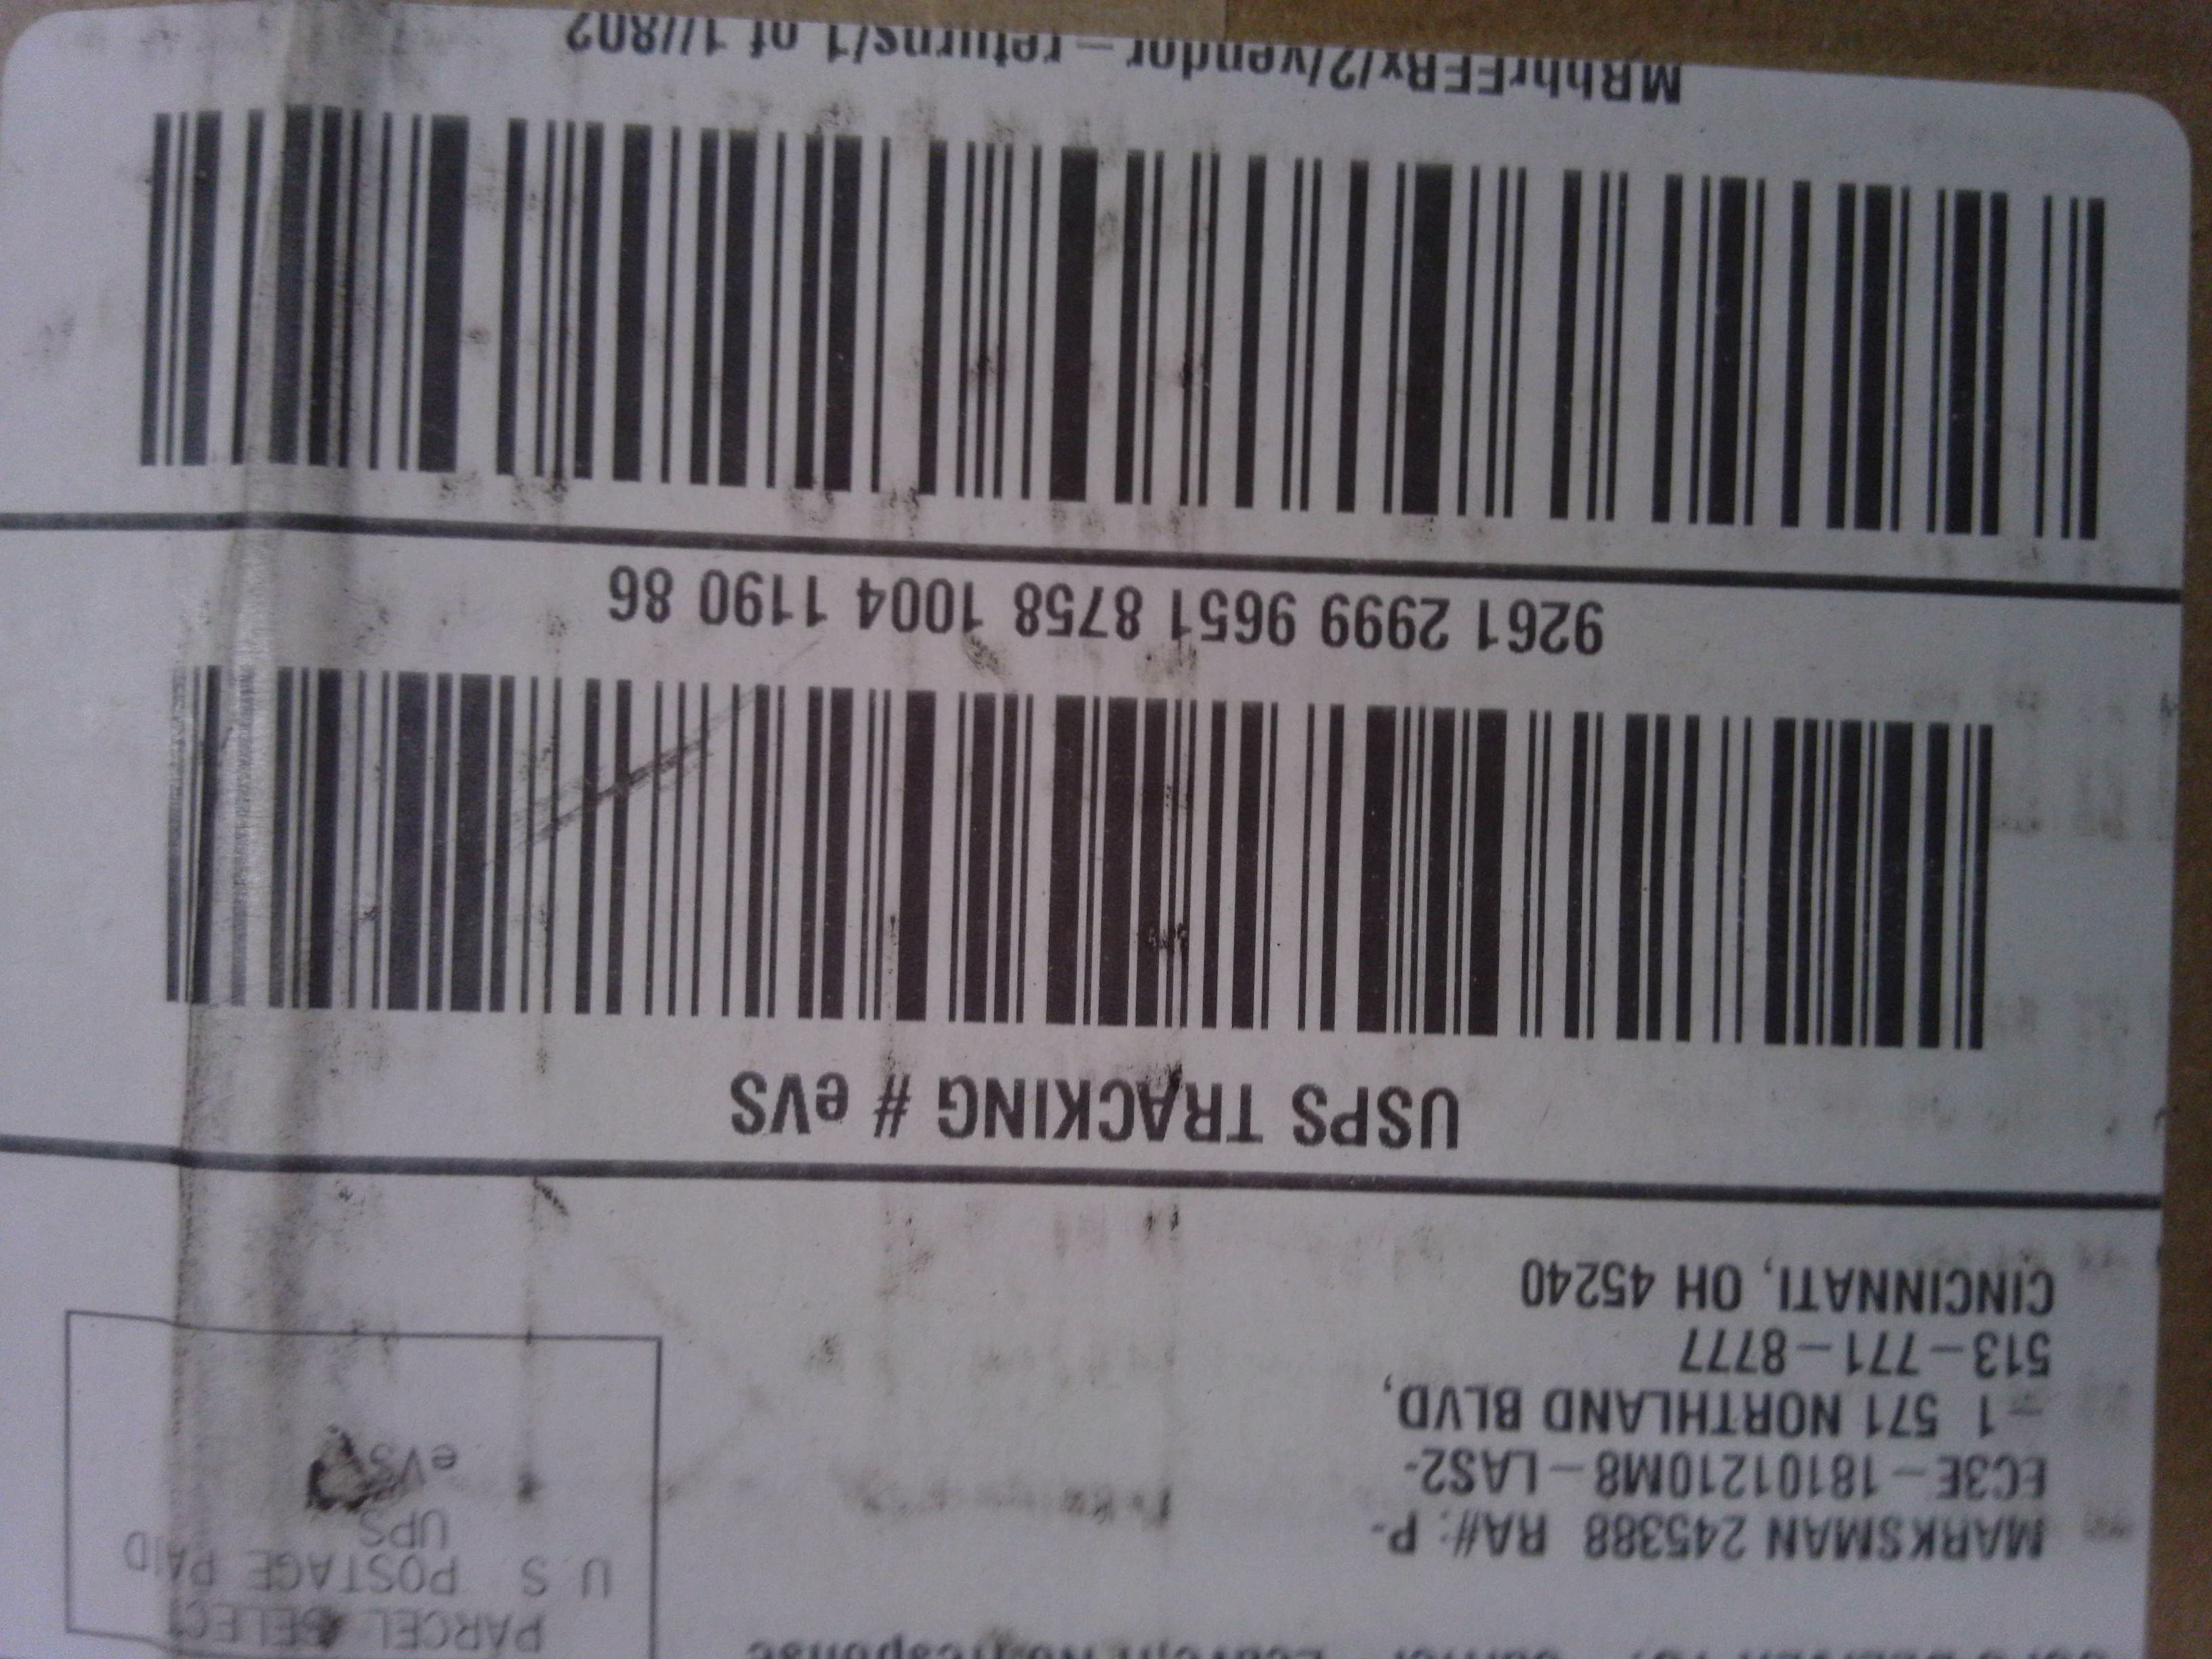 PARCEL SELECT
U S POSTAGE PAID
UPS
eVS
MARKSMAN 245388 RA#: P-
EC3E-18101210M8-LAS2-
-1 571 NORTHLAND BLVD,
513-771-8777
CINCINNATI, OH 45240
USPS TRACKING # eVS
9261 2999 9651 8758 1004 1190 86
MRhhrEERx/2/vendor-returns/1 of 1//802